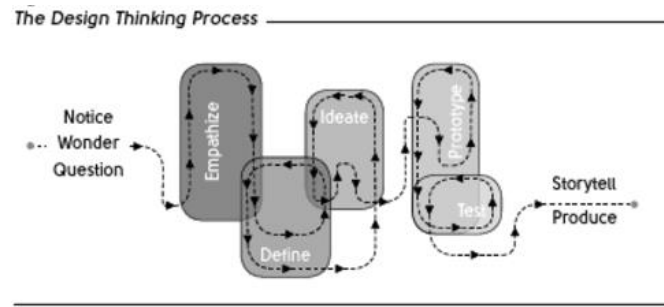 The Design Thinking Process
Notice
Wonder
Question
Empathize
Define
Ideate
Prototype
Test
Storytell
Produce